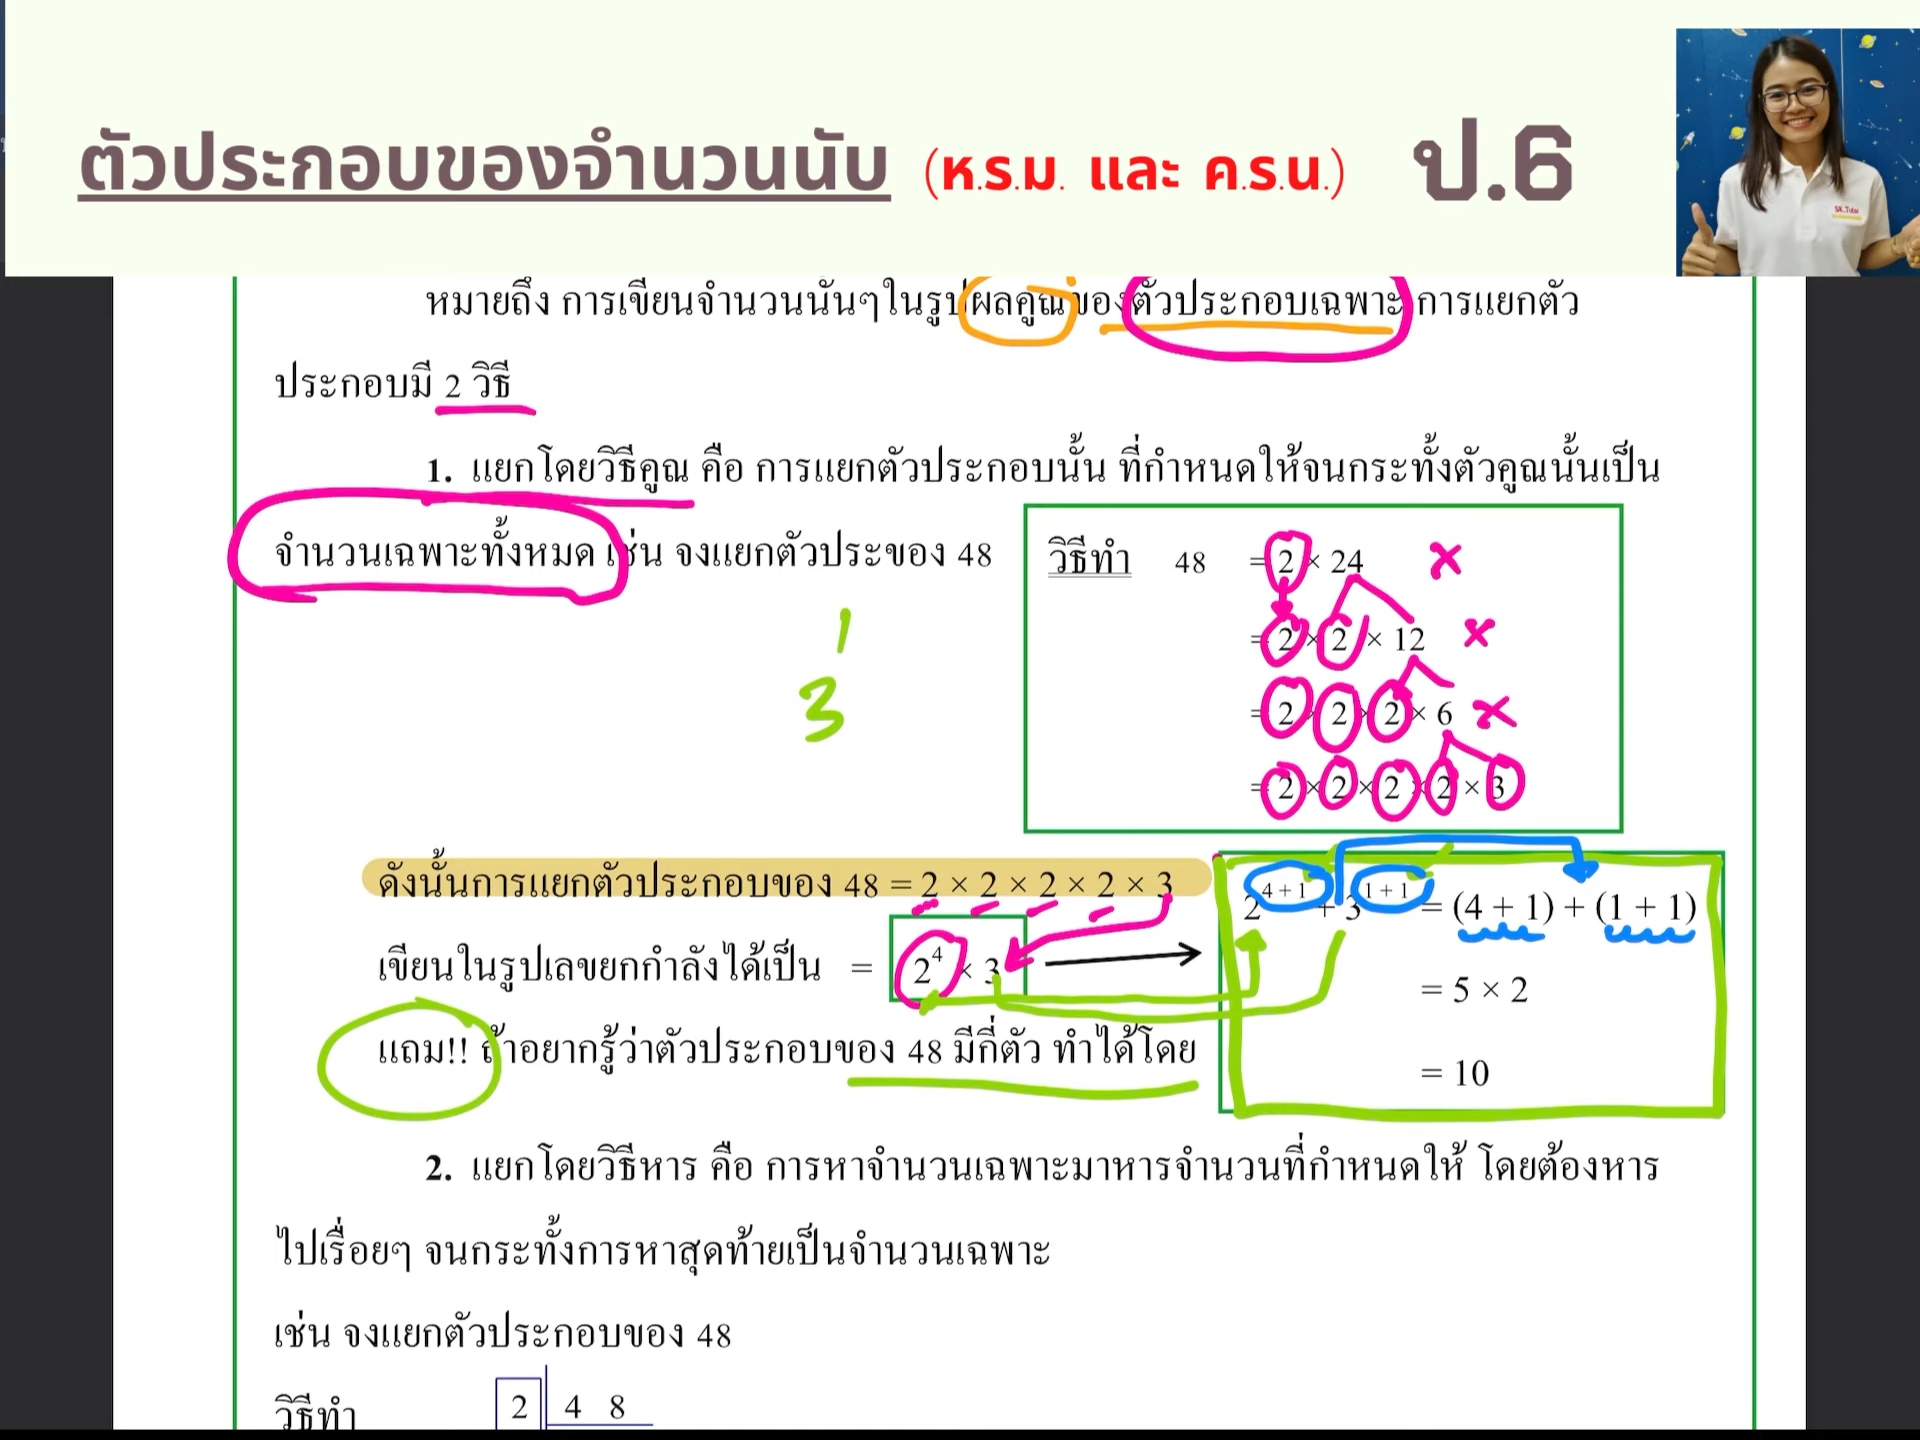 ตัวประกอบของจำนวนนับ (ห.ร.ม. และ ค.ร.น.) ป.6
SK.Tutor
หมายถึง การเขียนจำนวนนั้นๆในรูปผลคูณของตัวประกอบเฉพาะ การแยกตัว
ประกอบมี 2 วิธี
1. แยกโดยวิธีคูณ คือ การแยกตัวประกอบนั้น ที่กำหนดให้จนกระทั้งตัวคูณนั้นเป็น
จำนวนเฉพาะทั้งหมด เช่น จงแยกตัวประของ 48
วิธีทำ 48 = 2 × 24
= 2 × 2 × 12
= 2 × 2 × 2 × 6
= 2 × 2 × 2 × 2 × 3
1
3
ดังนั้นการแยกตัวประกอบของ 48 = 2 × 2 × 2 × 2 × 3
เขียนในรูปเลขยกกำลังได้เป็น = 2⁴ × 3
แถม!! ถ้าอยากรู้ว่าตัวประกอบของ 48 มีกี่ตัว ทำได้โดย
2⁴⁺¹ + 3¹⁺¹ = (4 + 1) + (1 + 1)
= 5 × 2
= 10
2. แยกโดยวิธีหาร คือ การหาจำนวนเฉพาะมาหารจำนวนที่กำหนดให้ โดยต้องหาร
ไปเรื่อยๆ จนกระทั้งการหาสุดท้ายเป็นจำนวนเฉพาะ
เช่น จงแยกตัวประกอบของ 48
วิธีทำ 2 4 8